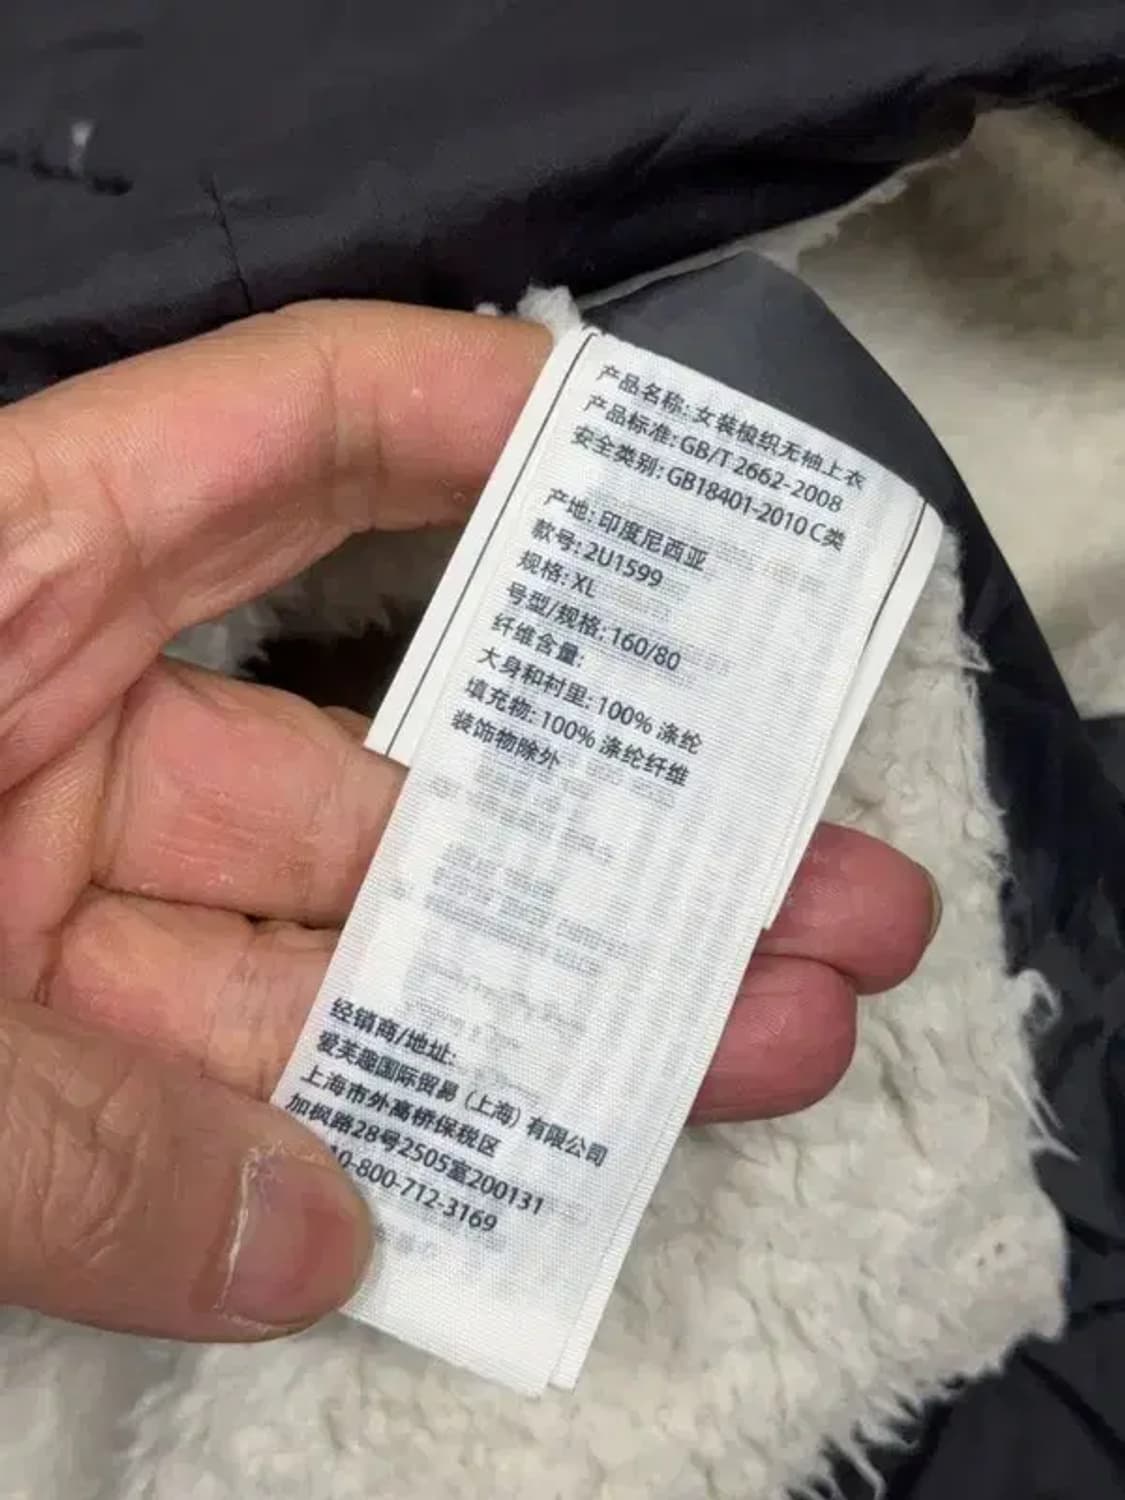 产品名称: 女装梭织无袖上衣
产品标准: GB/T 2662-2008
安全类别: GB18401-2010 C类
产地: 印度尼西亚
款号: 2U1599
规格: XL
号型/规格: 160/80
纤维含量:
大身和衬里: 100% 涤纶
填充物: 100% 涤纶纤维
装饰物除外
经销商/地址:
爱芙趣国际贸易 (上海) 有限公司
上海市外高桥保税区
加枫路28号2505室200131
10-800-712-3169